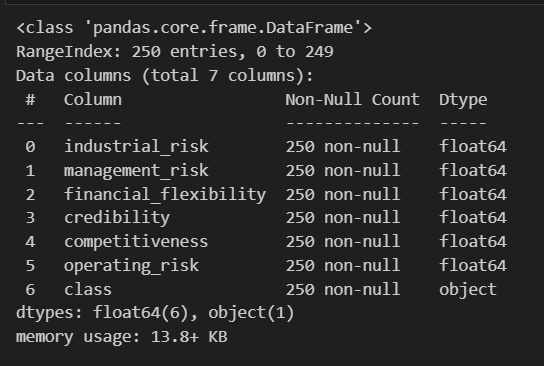 <class 'pandas.core.frame.DataFrame'>
RangeIndex: 250 entries, 0 to 249
Data columns (total 7 columns):
 #   Column                 Non-Null Count  Dtype
---  ------                 --------------  -----
 0   industrial_risk        250 non-null    float64
 1   management_risk        250 non-null    float64
 2   financial_flexibility  250 non-null    float64
 3   credibility            250 non-null    float64
 4   competitiveness        250 non-null    float64
 5   operating_risk         250 non-null    float64
 6   class                  250 non-null    object
dtypes: float64(6), object(1)
memory usage: 13.8+ KB